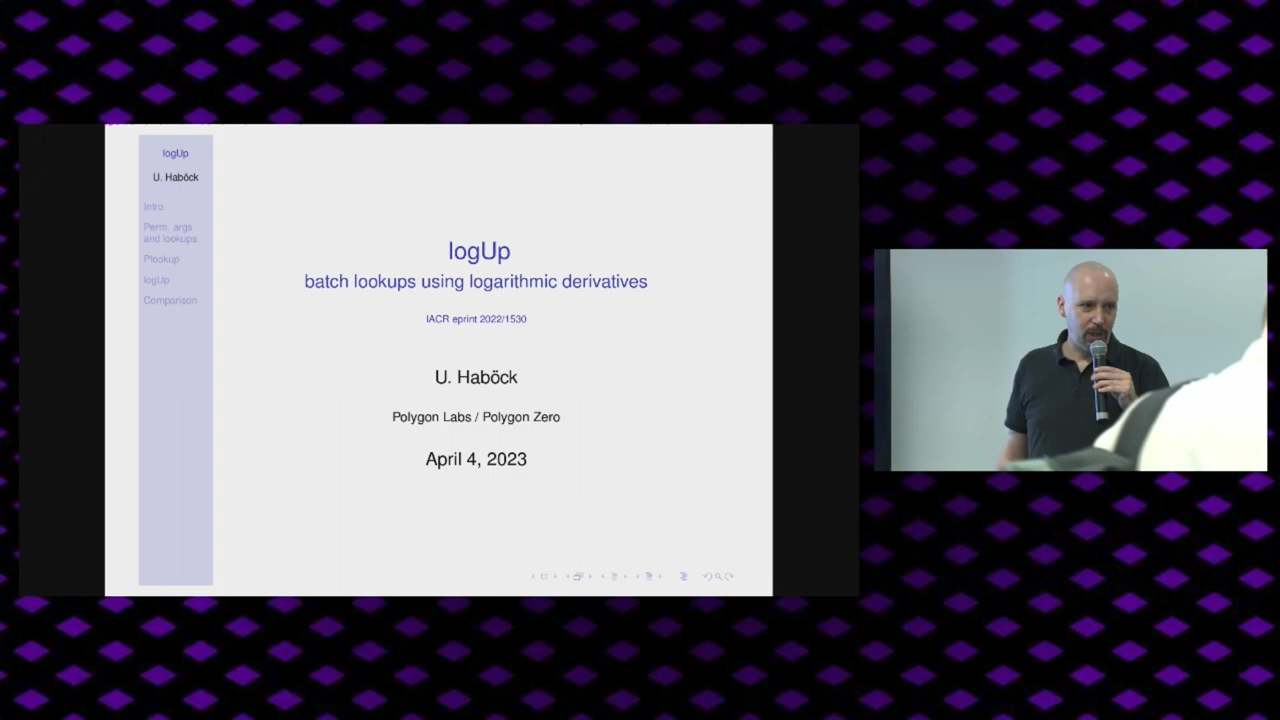 logUp
U. Haböck
Intro
Perm. args
and lookups
Plookup
logUp
Comparison
logUp
batch lookups using logarithmic derivatives
IACR eprint 2022/1530
U. Haböck
Polygon Labs / Polygon Zero
April 4, 2023